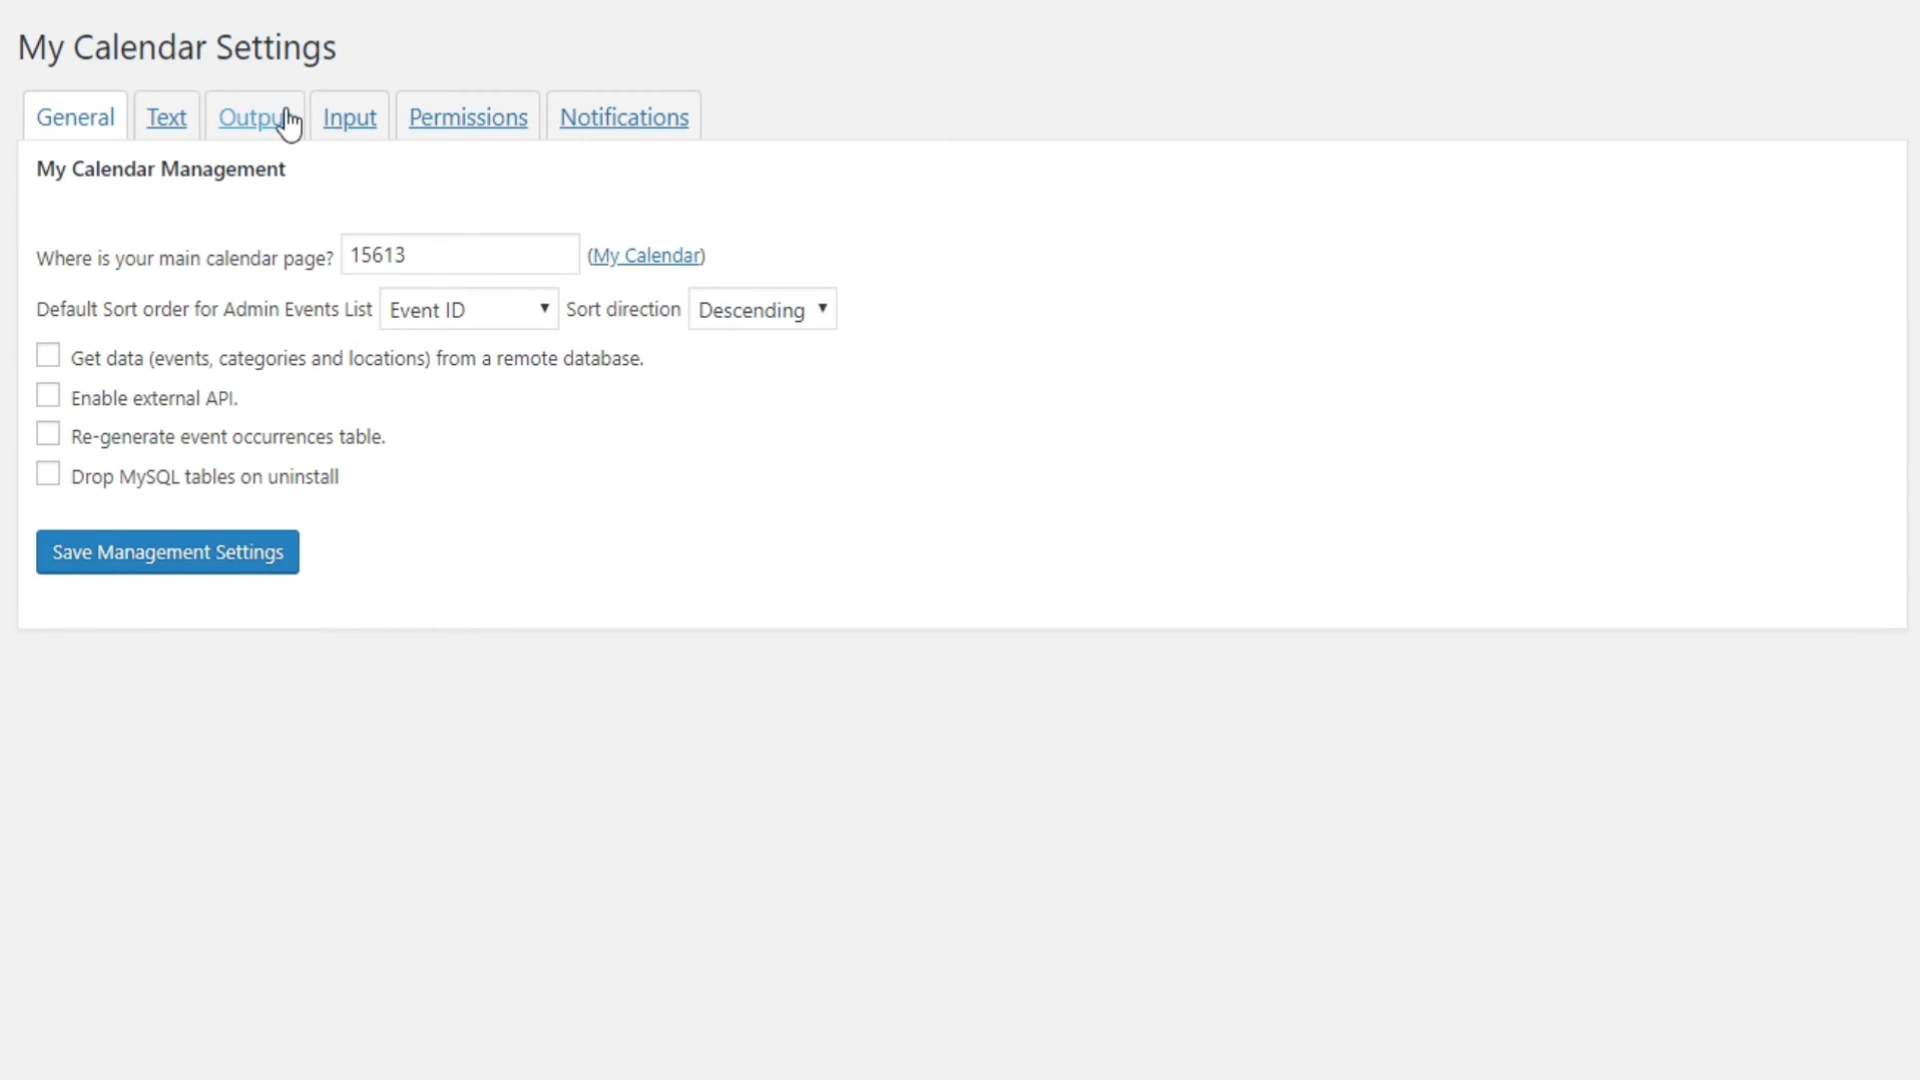 My Calendar Settings
General Text Outpu Input Permissions Notifications
My Calendar Management
Where is your main calendar page? 15613 (My Calendar)
Default Sort order for Admin Events List Event ID Sort direction Descending
Get data (events, categories and locations) from a remote database.
Enable external API.
Re-generate event occurrences table.
Drop MySQL tables on uninstall
Save Management Settings